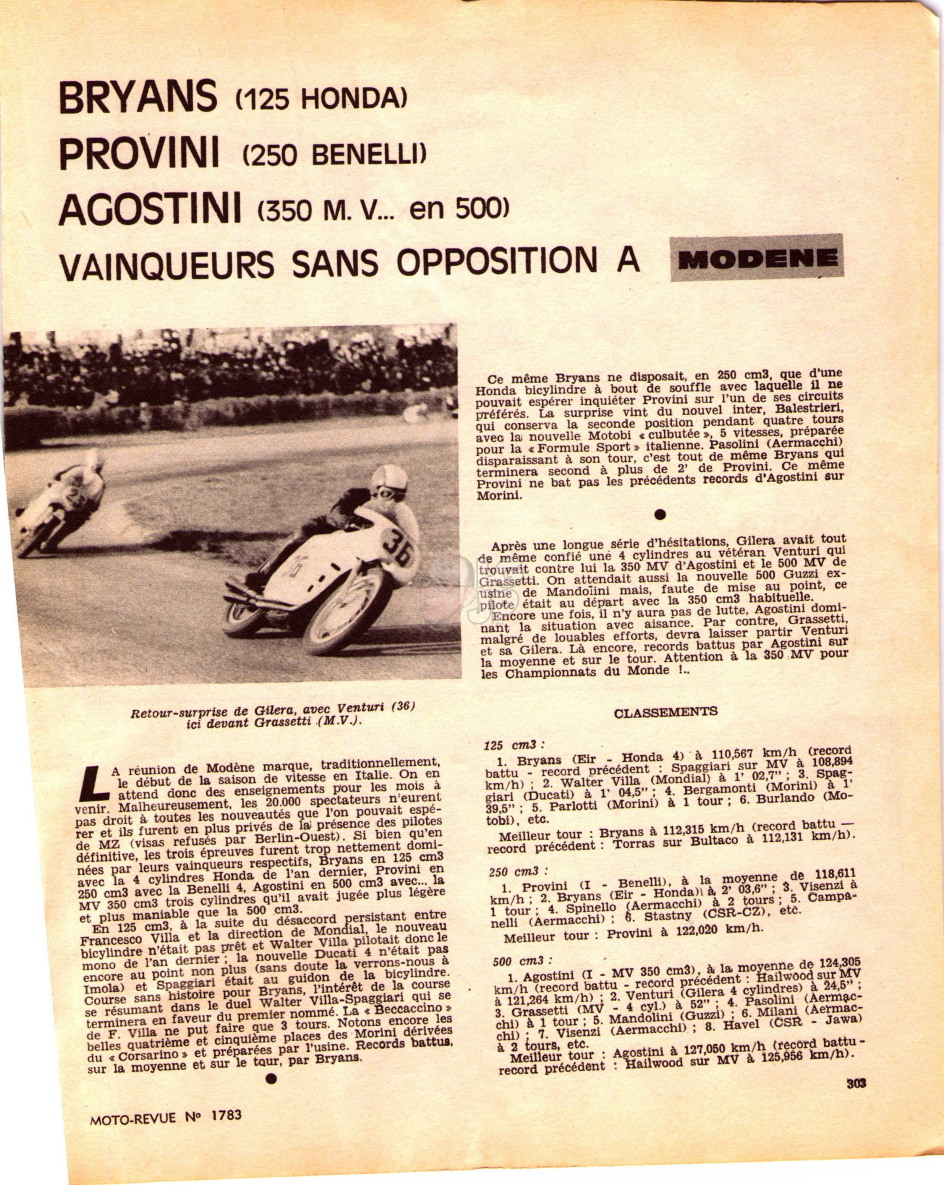 BRYANS (125 HONDA)
PROVINI (250 BENELLI)
AGOSTINI (350 M. V... en 500)
VAINQUEURS SANS OPPOSITION A MODENE
36
23
Retour-surprise de Gilera, avec Venturi (36)
ici devant Grassetti (M.V.).
LA réunion de Modène marque, traditionnellement,
le début de la saison de vitesse en Italie. On en
attend donc des enseignements pour les mois à
venir. Malheureusement, les 20.000 spectateurs n'eurent
pas droit à toutes les nouveautés que l'on pouvait espé-
rer et ils furent en plus privés de la présence des pilotes
de MZ (visas refusés par Berlin-Ouest). Si bien qu'en
définitive, les trois épreuves furent trop nettement domi-
nées par leurs vainqueurs respectifs, Bryans en 125 cm3
avec la 4 cylindres Honda de l'an dernier, Provini en
250 cm3 avec la Benelli 4, Agostini en 500 cm3 avec... la
MV 350 cm3 trois cylindres qu'il avait jugée plus légère
et plus maniable que la 500 cm3.
En 125 cm3, à la suite du désaccord persistant entre
Francesco Villa et la direction de Mondial, le nouveau
bicylindre n'était pas prêt et Walter Villa pilotait donc le
mono de l'an dernier ; la nouvelle Ducati 4 n'était pas
encore au point non plus (sans doute la verrons-nous à
Imola) et Spaggiari était au guidon de la bicylindre.
Course sans histoire pour Bryans, l'intérêt de la course
se résumant dans le duel Walter Villa-Spaggiari qui se
terminera en faveur du premier nommé. La « Beccaccino »
de F. Villa ne put faire que 3 tours. Notons encore les
belles quatrième et cinquième places des Morini dérivées
du « Corsarino » et préparées par l'usine. Records battus,
sur la moyenne et sur le tour, par Bryans.
Ce même Bryans ne disposait, en 250 cm3, que d'une
Honda bicylindre à bout de souffle avec laquelle il ne
pouvait espérer inquiéter Provini sur l'un de ses circuits
préférés. La surprise vint du nouvel inter, Balestrieri,
qui conserva la seconde position pendant quatre tours
avec la nouvelle Motobi « culbutée », 5 vitesses, préparée
pour la « Formule Sport » italienne. Pasolini (Aermacchi)
disparaissant à son tour, c'est tout de même Bryans qui
terminera second à plus de 2' de Provini. Ce même
Provini ne bat pas les précédents records d'Agostini sur
Morini.
Après une longue série d'hésitations, Gilera avait tout
de même confié une 4 cylindres au vétéran Venturi qui
trouvait contre lui la 350 MV d'Agostini et le 500 MV de
Grassetti. On attendait aussi la nouvelle 500 Guzzi ex-
usine de Mandolini mais, faute de mise au point, ce
pilote était au départ avec la 350 cm3 habituelle.
Encore une fois, il n'y aura pas de lutte, Agostini domi-
nant la situation avec aisance. Par contre, Grassetti,
malgré de louables efforts, devra laisser partir Venturi
et sa Gilera. Là encore, records battus par Agostini sur
la moyenne et sur le tour. Attention à la 350 MV pour
les Championnats du Monde !..
CLASSEMENTS
125 cm3 :
1. Bryans (Eir - Honda 4) à 110,567 km/h (record
battu - record précédent : Spaggiari sur MV à 108,894
km/h) ; 2. Walter Villa (Mondial) à 1' 02,7" ; 3. Spag-
giari (Ducati) à 1' 04,5" ; 4. Bergamonti (Morini) à 1'
39,5" ; 5. Parlotti (Morini) à 1 tour ; 6. Burlando (Mo-
tobi), etc.
Meilleur tour : Bryans à 112,315 km/h (record battu —
record précédent : Torras sur Bultaco à 112,131 km/h).
250 cm3 :
1. Provini (I - Benelli), à la moyenne de 118,611
km/h ; 2. Bryans (Eir - Honda) à 2' 03,6" ; 3. Visenzi à
1 tour ; 4. Spinello (Aermacchi) à 2 tours ; 5. Campa-
nelli (Aermacchi) ; 6. Stastny (CSR-CZ), etc.
Meilleur tour : Provini à 122,020 km/h.
500 cm3 :
1. Agostini (I - MV 350 cm3), à la moyenne de 124,305
km/h (record battu - record précédent : Hailwood sur MV
à 121,264 km/h) ; 2. Venturi (Gilera 4 cylindres) à 24,5" ;
3. Grassetti (MV - 4 cyl.) à 52" ; 4. Pasolini (Aermac-
chi) à 1 tour ; 5. Mandolini (Guzzi) ; 6. Milani (Aermac-
chi) ; 7. Visenzi (Aermacchi) ; 8. Havel (CSR - Jawa)
à 2 tours, etc.
Meilleur tour : Agostini à 127,050 km/h (record battu -
record précédent : Hailwood sur MV à 125,956 km/h).
303
MOTO-REVUE N° 1783